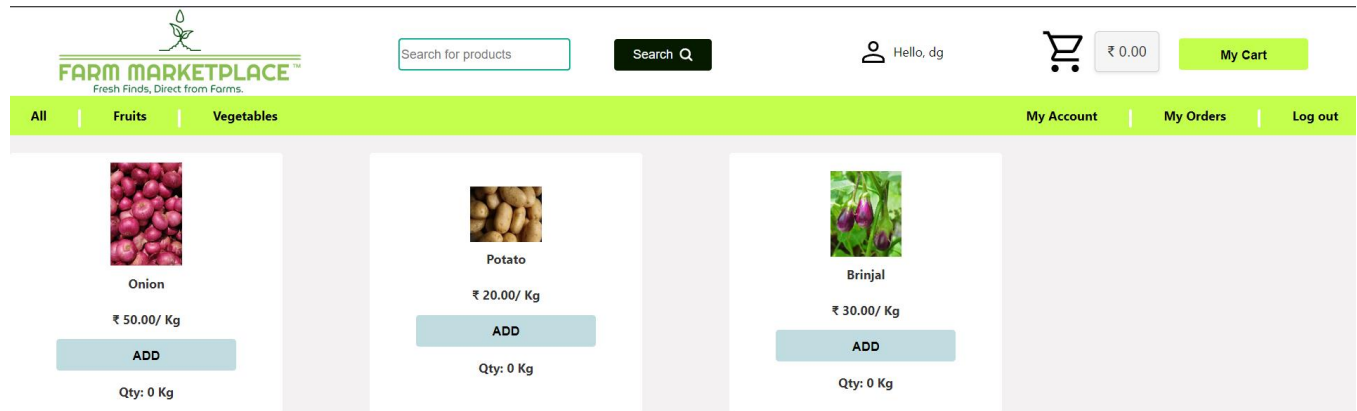 FARM MARKETPLACE™
Fresh Finds, Direct from Farms.
Search for products
Search
Hello, dg
₹ 0.00
My Cart
All
Fruits
Vegetables
My Account
My Orders
Log out
Onion
₹ 50.00/ Kg
ADD
Qty: 0 Kg
Potato
₹ 20.00/ Kg
ADD
Qty: 0 Kg
Brinjal
₹ 30.00/ Kg
ADD
Qty: 0 Kg